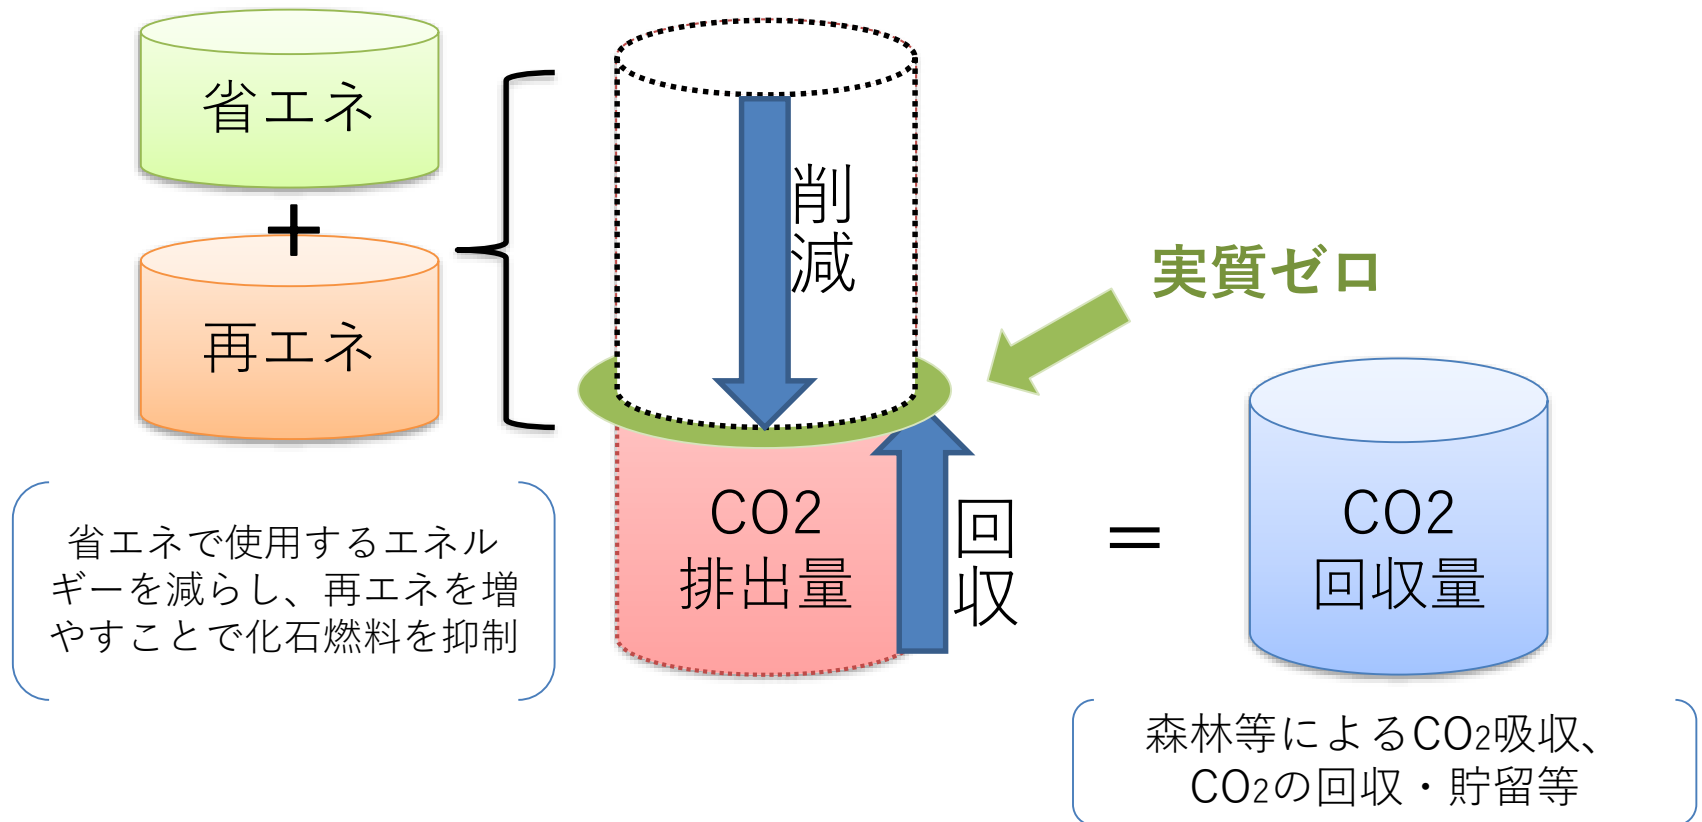 省エネ
＋
再エネ
省エネで使用するエネル
ギーを減らし、再エネを増
やすことで化石燃料を抑制
削減
実質ゼロ
CO2
排出量
回収
＝
CO2
回収量
森林等によるCO2吸収、
CO2の回収・貯留等